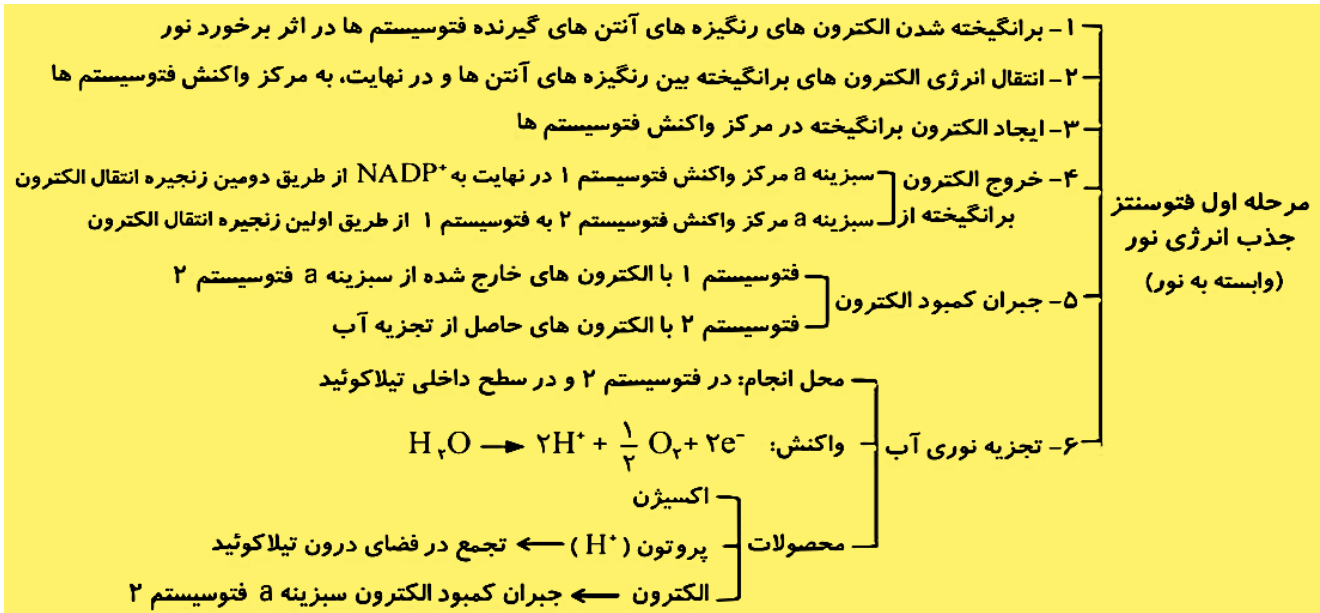 مرحله اول فتوسنتز
جذب انرژی نور
(وابسته به نور)
۱- برانگیخته شدن الکترون های رنگیزه های آنتن های گیرنده فتوسیستم ها در اثر برخورد نور
۲- انتقال انرژی الکترون های برانگیخته بین رنگیزه های آنتن ها و در نهایت، به مرکز واکنش فتوسیستم ها
۳- ایجاد الکترون برانگیخته در مرکز واکنش فتوسیستم ها
۴- خروج الکترون برانگیخته از
سبزینه a مرکز واکنش فتوسیستم ۱ در نهایت به NADP⁺ از طریق دومین زنجیره انتقال الکترون
سبزینه a مرکز واکنش فتوسیستم ۲ به فتوسیستم ۱ از طریق اولین زنجیره انتقال الکترون
۵- جبران کمبود الکترون
فتوسیستم ۱ با الکترون های خارج شده از سبزینه a فتوسیستم ۲
فتوسیستم ۲ با الکترون های حاصل از تجزیه آب
۶- تجزیه نوری آب
محل انجام: در فتوسیستم ۲ و در سطح داخلی تیلاکوئید
واکنش: H۲O → ۲H⁺ + ۱/۲ O۲ + ۲e⁻
محصولات
اکسیژن
پروتون (H⁺) ← تجمع در فضای درون تیلاکوئید
الکترون ← جبران کمبود الکترون سبزینه a فتوسیستم ۲